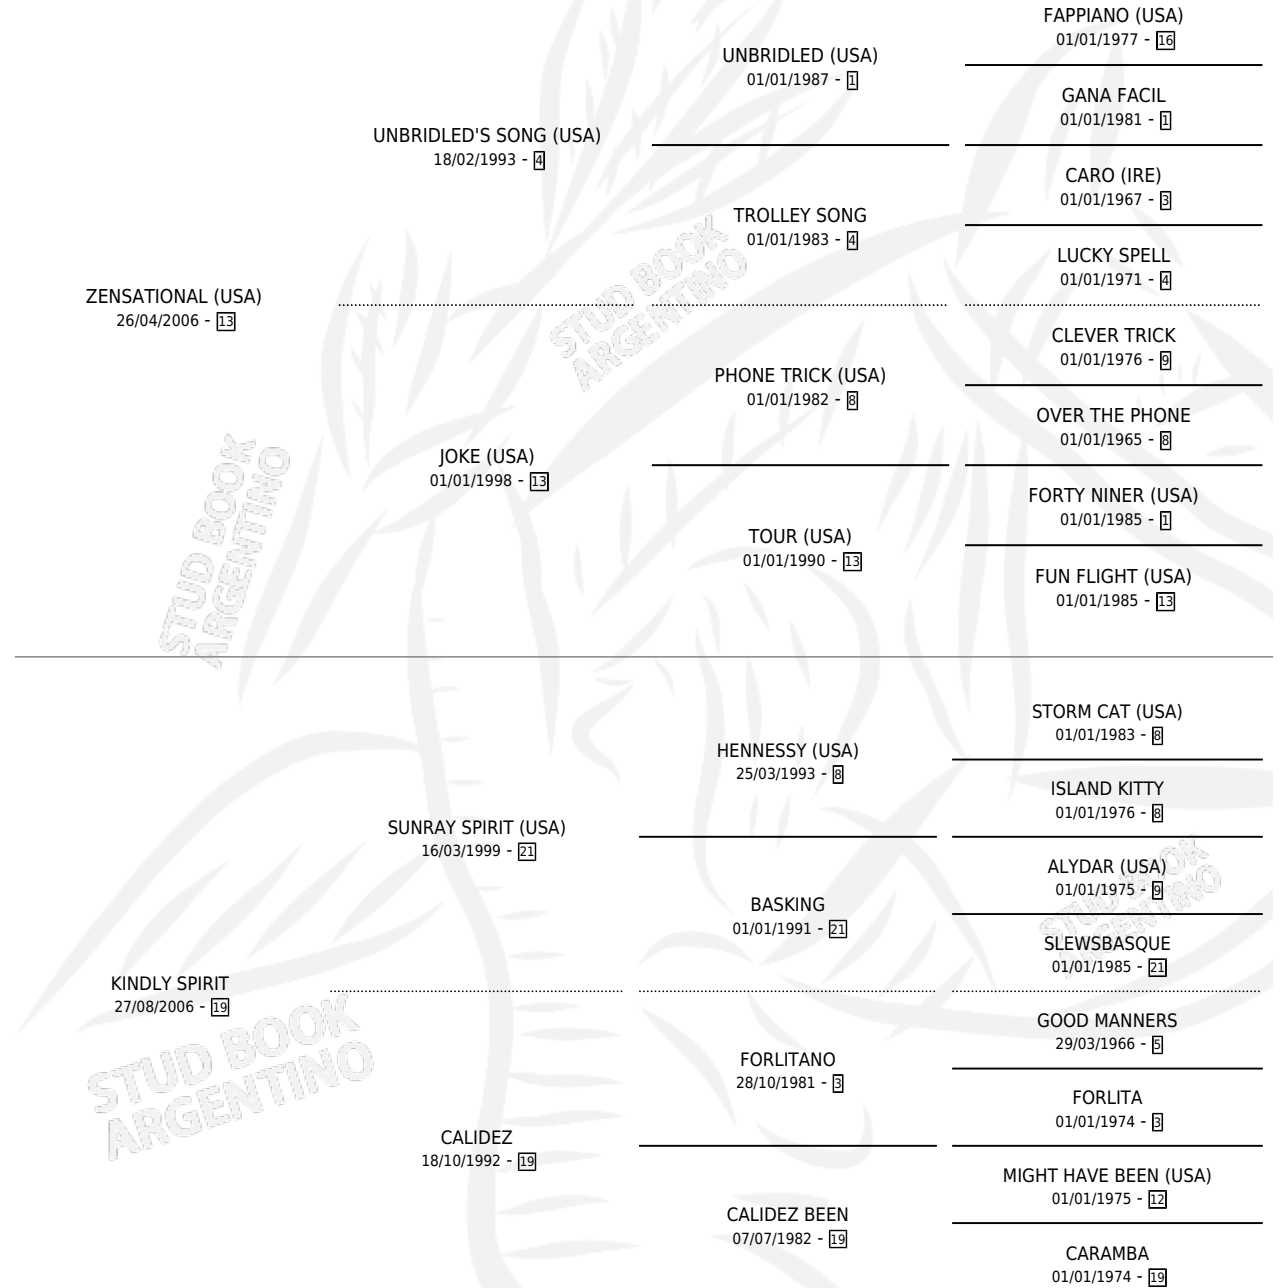 FAPPIANO (USA)
01/01/1977 - 16
UNBRIDLED (USA)
01/01/1987 - 1
GANA FACIL
01/01/1981 - 1
UNBRIDLED'S SONG (USA)
18/02/1993 - 4
CARO (IRE)
01/01/1967 - 3
TROLLEY SONG
01/01/1983 - 4
LUCKY SPELL
01/01/1971 - 4
ZENSATIONAL (USA)
26/04/2006 - 13
STUD BOOK
ARGENTINO
CLEVER TRICK
01/01/1976 - 9
PHONE TRICK (USA)
01/01/1982 - 8
OVER THE PHONE
01/01/1965 - 8
JOKE (USA)
01/01/1998 - 13
FORTY NINER (USA)
01/01/1985 - 1
TOUR (USA)
01/01/1990 - 13
FUN FLIGHT (USA)
01/01/1985 - 13
STUD BOOK
ARGENTINO
STORM CAT (USA)
01/01/1983 - 8
HENNESSY (USA)
25/03/1993 - 8
ISLAND KITTY
01/01/1976 - 8
SUNRAY SPIRIT (USA)
16/03/1999 - 21
ALYDAR (USA)
01/01/1975 - 9
BASKING
01/01/1991 - 21
SLEWSBASQUE
01/01/1985 - 21
STUD BOOK
ARGENTINO
KINDLY SPIRIT
27/08/2006 - 19
GOOD MANNERS
29/03/1966 - 5
FORLITANO
28/10/1981 - 3
FORLITA
01/01/1974 - 3
STUD BOOK
ARGENTINO
CALIDEZ
18/10/1992 - 19
MIGHT HAVE BEEN (USA)
01/01/1975 - 12
CALIDEZ BEEN
07/07/1982 - 19
CARAMBA
01/01/1974 - 19